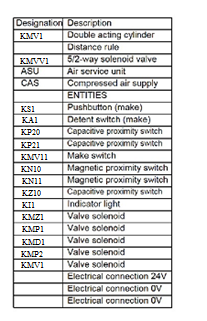 Designation Description
KMV1 Double acting cylinder
Distance rule
KMVV1 5/2-way solenoid valve
ASU Air service unit
CAS Compressed air supply
ENTITIES
KS1 Pushbutton (make)
KA1 Detent switch (make)
KP20 Capacitive proximity switch
KP21 Capacitive proximity switch
KMV11 Make switch
KN10 Magnetic proximity switch
KN11 Magnetic proximity switch
KZ10 Capacitive proximity switch
KI1 Indicator light
KMZ1 Valve solenoid
KMP1 Valve solenoid
KMD1 Valve solenoid
KMP2 Valve solenoid
KMV1 Valve solenoid
Electrical connection 24V
Electrical connection 0V
Electrical connection 0V